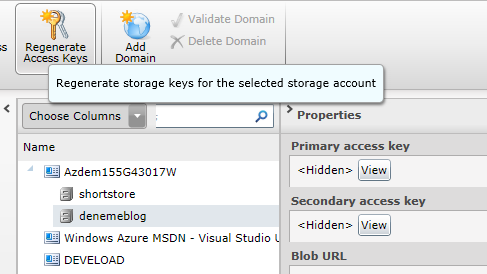 Regenerate
Access Keys
Add
Domain
Validate Domain
Delete Domain
Regenerate storage keys for the selected storage account
Choose Columns
Properties
Name
Primary access key
Azdem155G43017W
<Hidden> View
shortstore
Secondary access key
denemeblog
<Hidden> View
Windows Azure MSDN - Visual Studio U
DEVELOAD
Blob URL